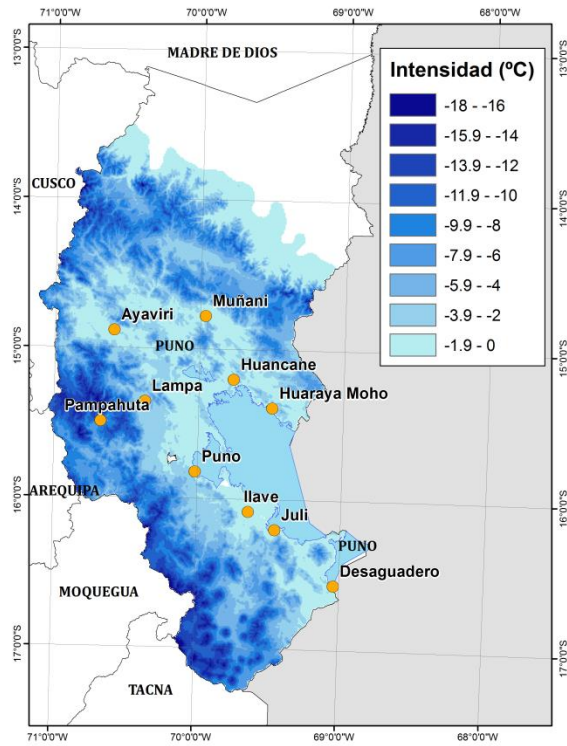 71°0'0"W 70°0'0"W 69°0'0"W 68°0'0"W
13°0'0"S
13°0'0"S
MADRE DE DIOS
Intensidad (ºC)
-18 - -16
-15.9 - -14
-13.9 - -12
-11.9 - -10
-9.9 - -8
-7.9 - -6
-5.9 - -4
-3.9 - -2
-1.9 - 0
CUSCO
14°0'0"S
14°0'0"S
Muñani
Ayaviri
PUNO
15°0'0"S
15°0'0"S
Huancane
Lampa
Huaraya Moho
Pampahuta
Puno
AREQUIPA
Ilave
16°0'0"S
16°0'0"S
Juli
PUNO
Desaguadero
MOQUEGUA
17°0'0"S
17°0'0"S
TACNA
71°0'0"W 70°0'0"W 69°0'0"W 68°0'0"W